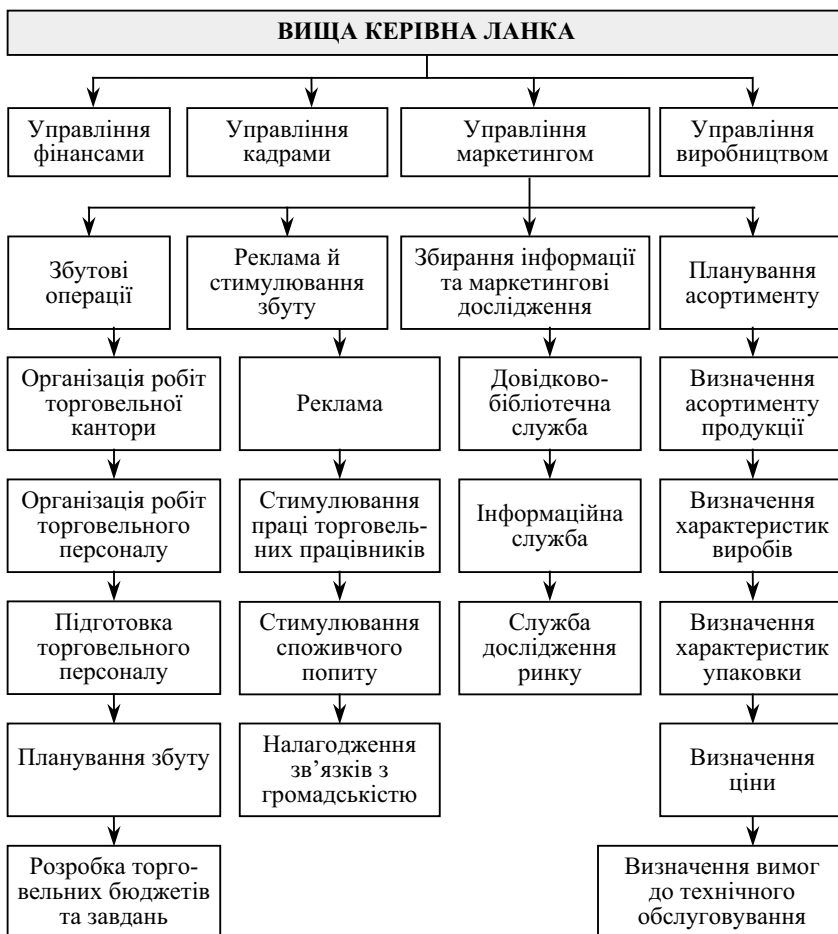 ВИЩА КЕРІВНА ЛАНКА
Управління
фінансами
Управління
кадрами
Управління
маркетингом
Управління
виробництвом
Збутові
операції
Реклама й
стимулювання
збуту
Збирання інформації
та маркетингові
дослідження
Планування
асортименту
Організація робіт
торговельної
кантори
Реклама
Довідково-
бібліотечна
служба
Визначення
асортименту
продукції
Організація робіт
торговельного
персоналу
Стимулювання
праці торговель-
них працівників
Інформаційна
служба
Визначення
характеристик
виробів
Підготовка
торговельного
персоналу
Стимулювання
споживчого
попиту
Служба
дослідження
ринку
Визначення
характеристик
упаковки
Планування збуту
Налагодження
зв’язків з
громадськістю
Визначення
ціни
Розробка торго-
вельних бюджетів
та завдань
Визначення вимог
до технічного
обслуговування